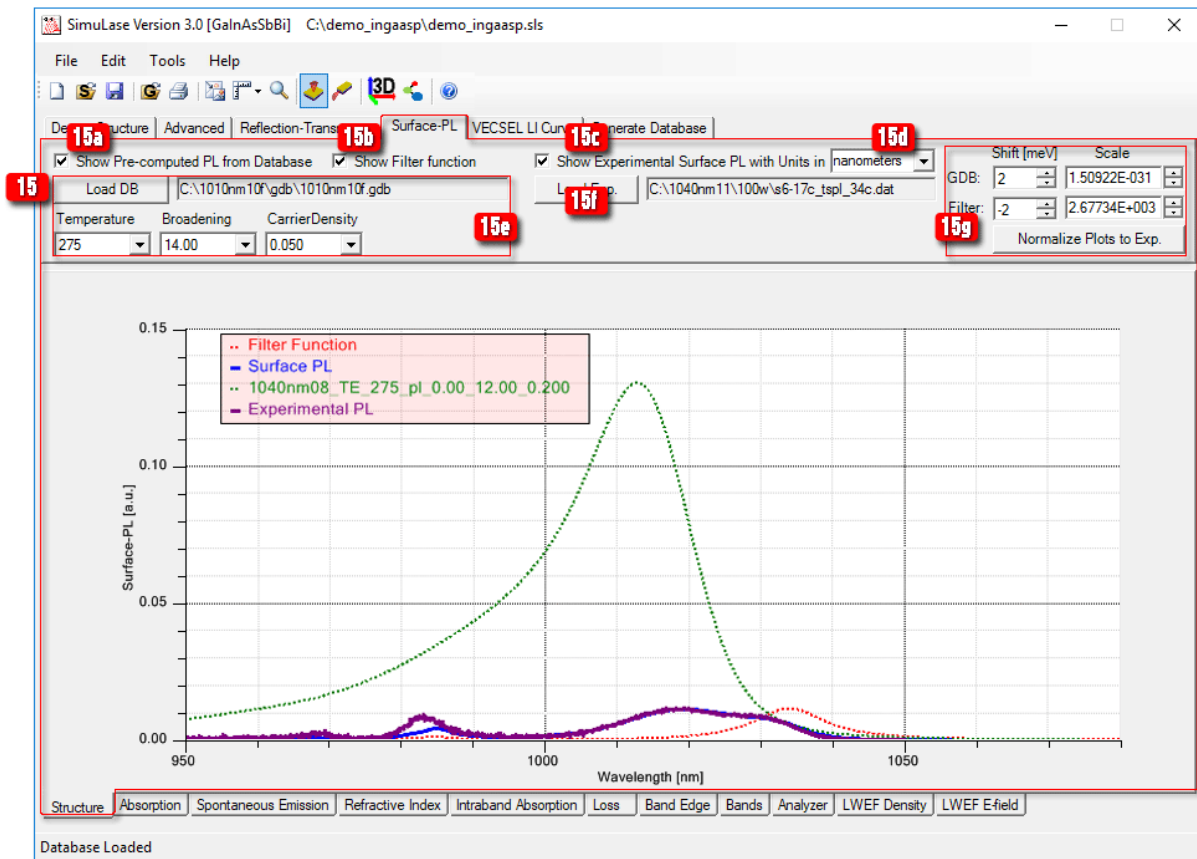 SimuLase Version 3.0 [GaInAsSbBi] C:\demo_ingaasp\demo_ingaasp.sls
File Edit Tools Help
S G 3D
Structure Advanced Reflection-Trans Surface-PL VECSEL LI Curv Generate Database
15a 15b 15c 15d
Show Pre-computed PL from Database Show Filter function Show Experimental Surface PL with Units in nanometers Shift [meV] Scale
15 Load DB C:\1010nm10f\gdb\1010nm10f.gdb 15f C:\1040nm11\100w\s6-17c_tspl_34c.dat GDB: 2 1.50922E-031
Temperature Broadening CarrierDensity 15e 15g Filter: -2 2.67734E+003
275 14.00 0.050 Normalize Plots to Exp.
Filter Function
Surface PL
1040nm08_TE_275_pl_0.00_12.00_0.200
Experimental PL
0.15
0.10
0.05
0.00
Surface-PL [a.u.]
950 1000 1050
Wavelength [nm]
Structure Absorption Spontaneous Emission Refractive Index Intraband Absorption Loss Band Edge Bands Analyzer LWEF Density LWEF E-field
Database Loaded